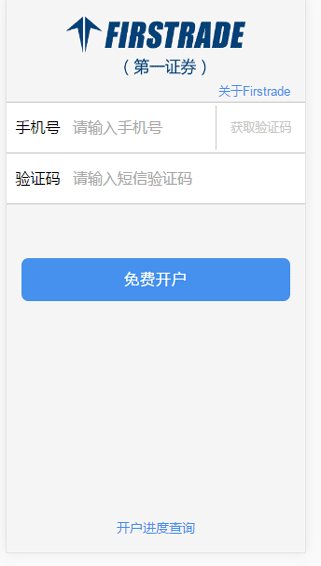 FIRSTRADE
（第一证券）
关于Firstrade
手机号 请输入手机号 获取验证码
验证码 请输入短信验证码
免费开户
开户进度查询